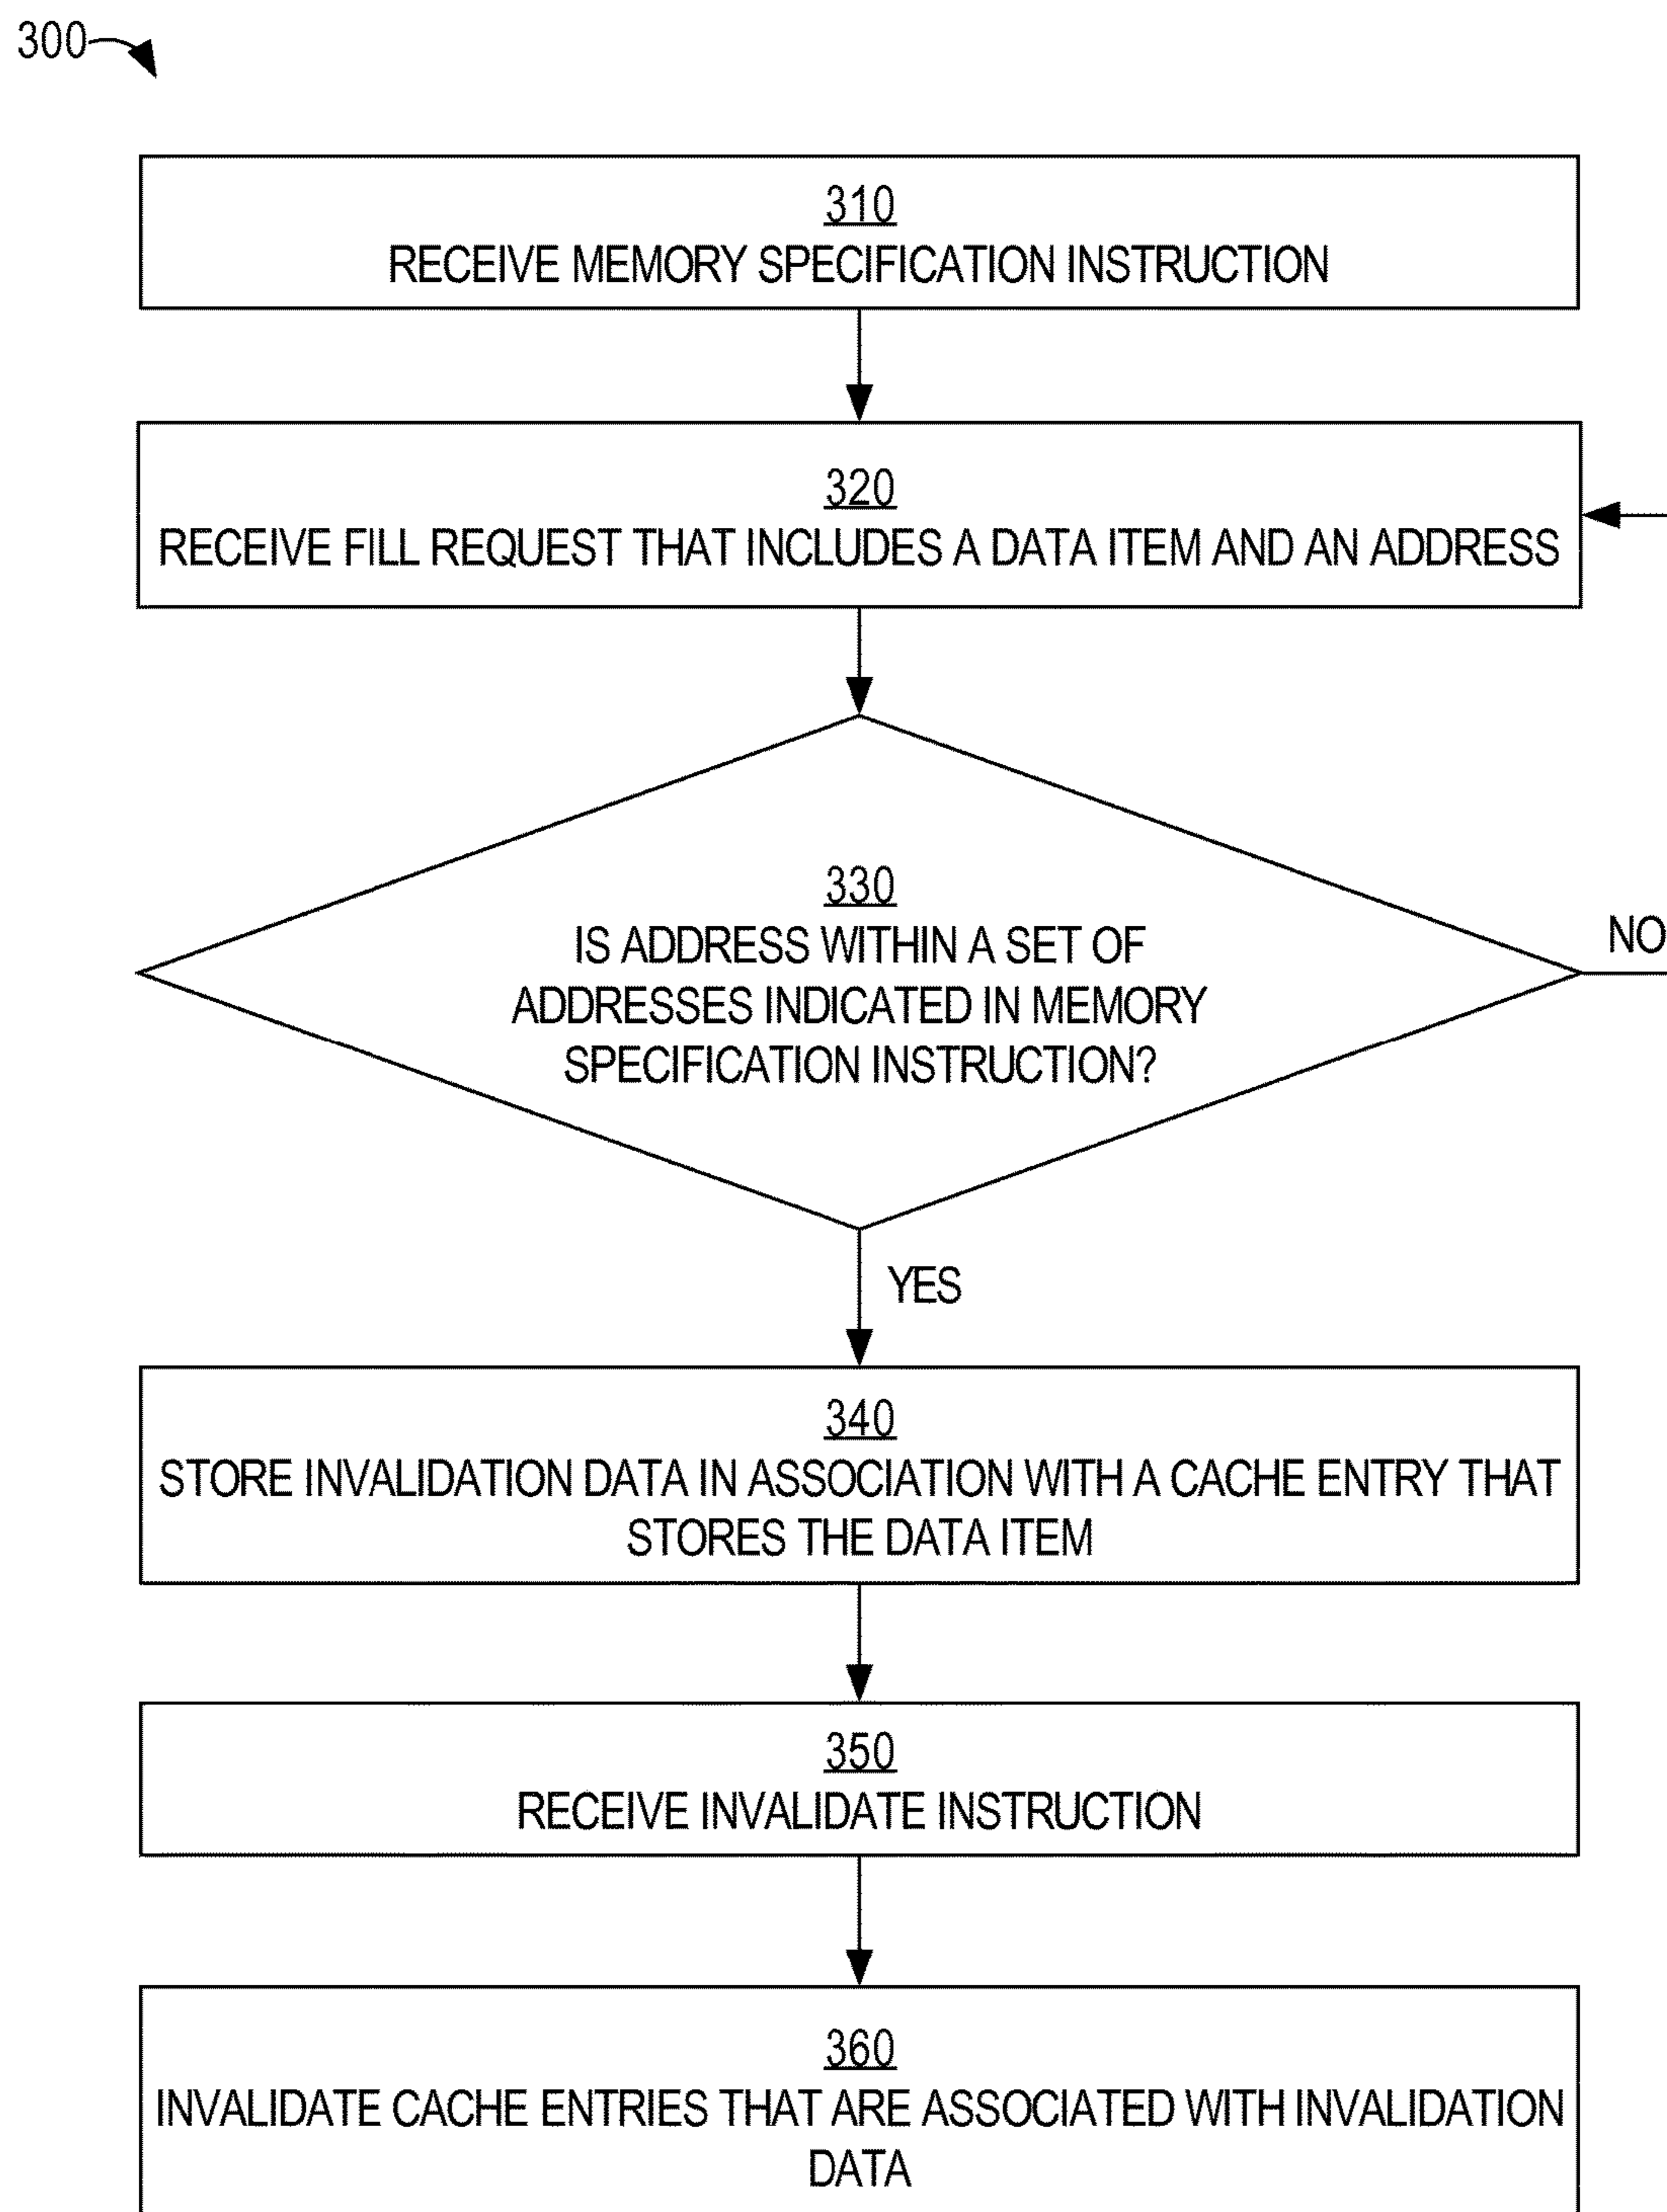 300
310
RECEIVE MEMORY SPECIFICATION INSTRUCTION
320
RECEIVE FILL REQUEST THAT INCLUDES A DATA ITEM AND AN ADDRESS
330
IS ADDRESS WITHIN A SET OF
ADDRESSES INDICATED IN MEMORY
SPECIFICATION INSTRUCTION?
NO
YES
340
STORE INVALIDATION DATA IN ASSOCIATION WITH A CACHE ENTRY THAT
STORES THE DATA ITEM
350
RECEIVE INVALIDATE INSTRUCTION
360
INVALIDATE CACHE ENTRIES THAT ARE ASSOCIATED WITH INVALIDATION
DATA